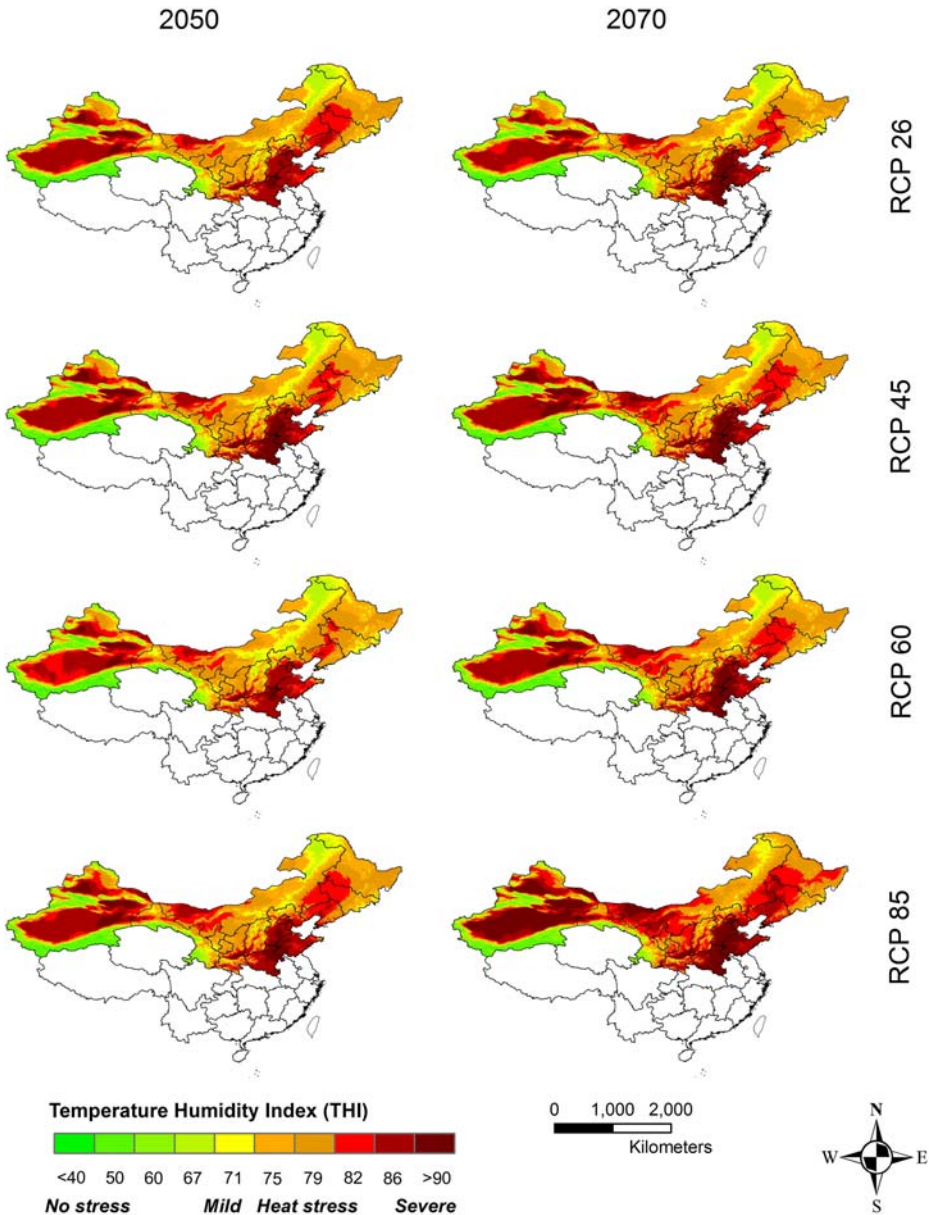 2050 2070
RCP 26
RCP 45
RCP 60
RCP 85
Temperature Humidity Index (THI)
<40 50 60 67 71 75 79 82 86 >90
No stress Mild Heat stress Severe
0 1,000 2,000
Kilometers
N
W E
S